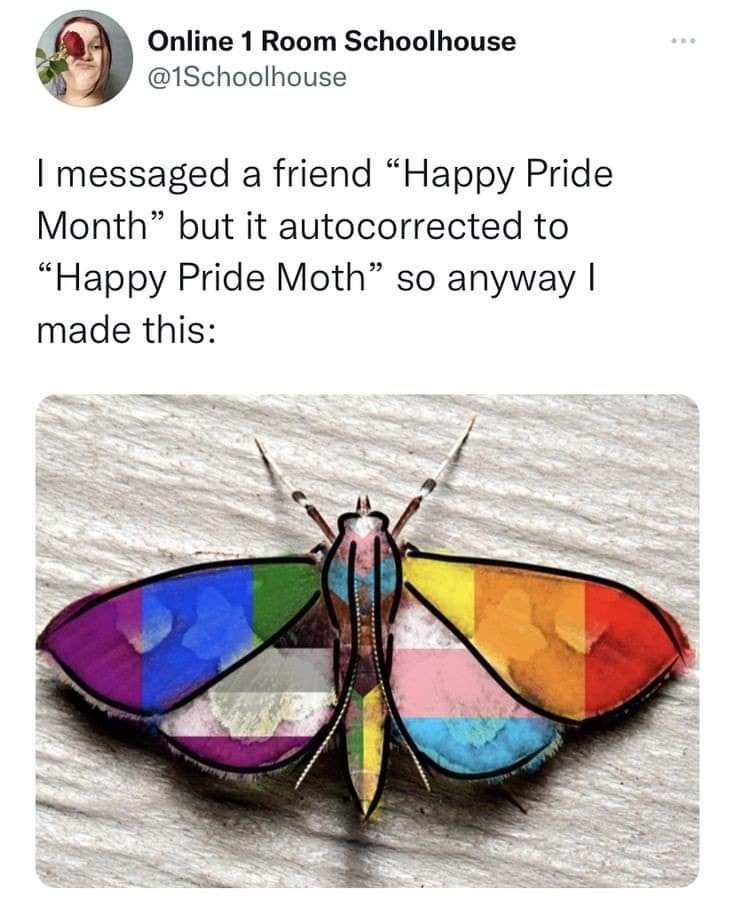 Online 1 Room Schoolhouse
@1Schoolhouse
I messaged a friend “Happy Pride
Month” but it autocorrected to
“Happy Pride Moth” so anyway I
made this: